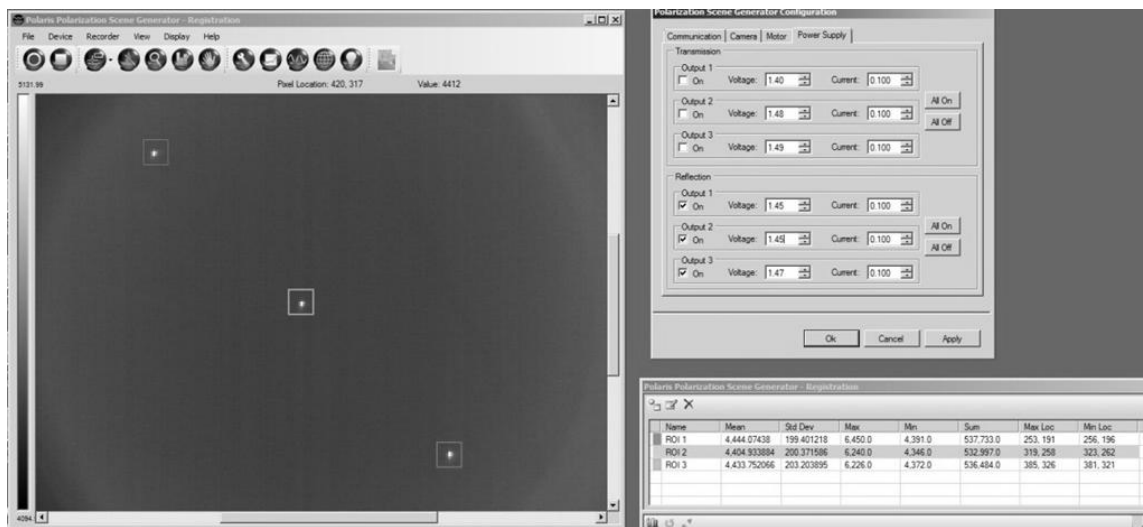 Polaris Polarization Scene Generator - Registration
File Device Recorder View Display Help
5131.99 Pixel Location: 420, 317 Value: 4412
4094.
Polarization Scene Generator Configuration
Communication Camera Motor Power Supply
Transmission
Output 1
On Voltage: 1.40 Current: 0.100
Output 2
On Voltage: 1.48 Current: 0.100
Output 3
On Voltage: 1.49 Current: 0.100
All On
All Off
Reflection
Output 1
On Voltage: 1.45 Current: 0.100
Output 2
On Voltage: 1.45 Current: 0.100
Output 3
On Voltage: 1.47 Current: 0.100
All On
All Off
Ok Cancel Apply
Polaris Polarization Scene Generator - Registration
Name Mean Std Dev Max Min Sum Max Loc Min Loc
ROI 1 4,444.07438 199.401218 6,450.0 4,391.0 537,733.0 253, 191 256, 196
ROI 2 4,404.933884 200.371586 6,240.0 4,346.0 532,997.0 319, 258 323, 262
ROI 3 4,433.752066 203.203895 6,226.0 4,372.0 536,484.0 385, 326 381, 321